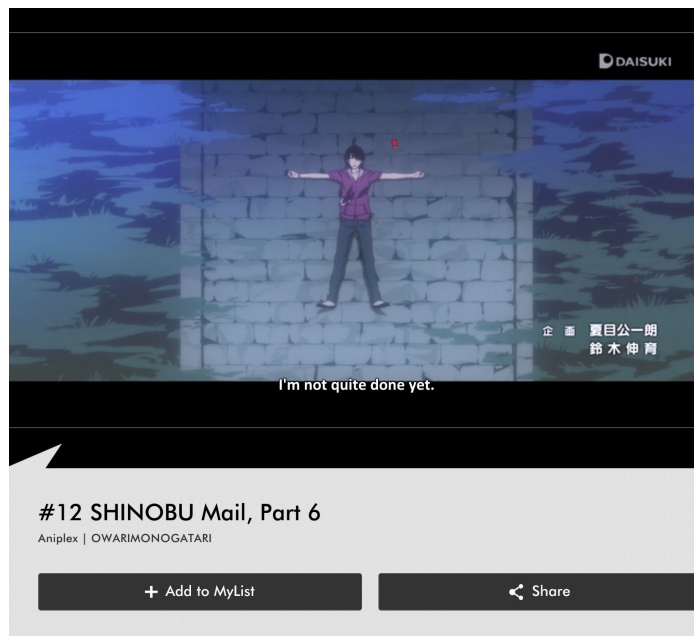 DAISUKI
企画 夏目公一朗
鈴木伸育
I'm not quite done yet.
#12 SHINOBU Mail, Part 6
Aniplex | OWARIMONOGATARI
+ Add to MyList
Share